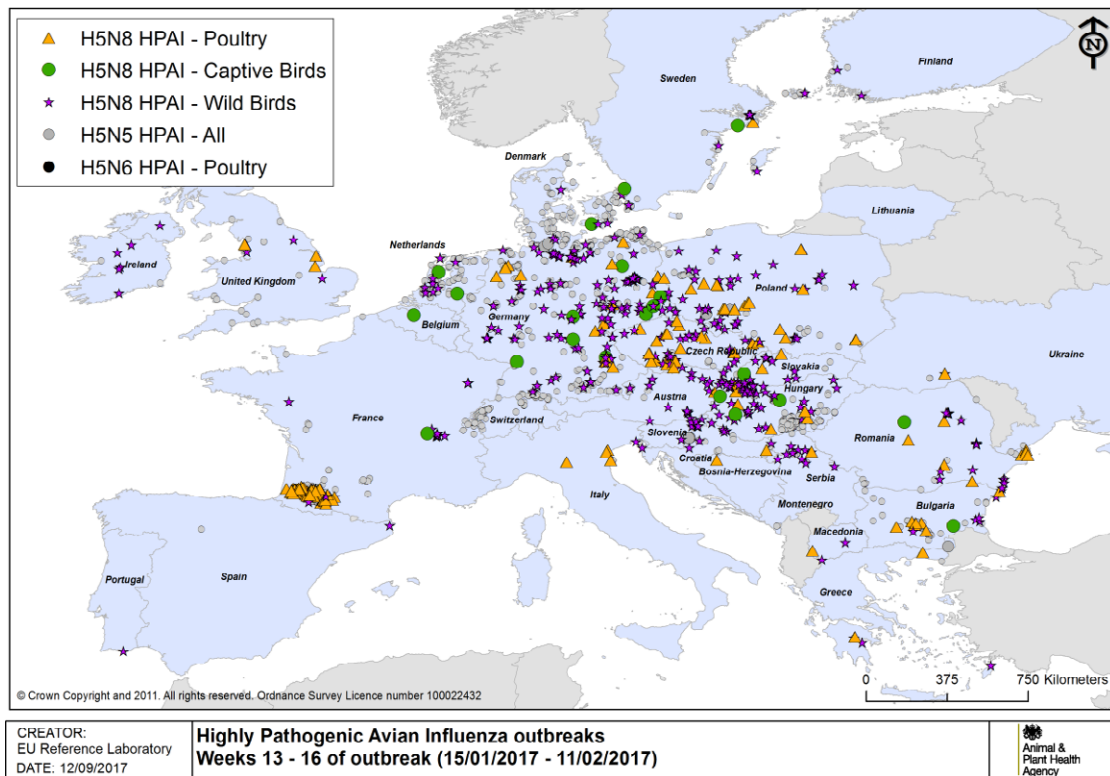 H5N8 HPAI - Poultry
H5N8 HPAI - Captive Birds
H5N8 HPAI - Wild Birds
H5N5 HPAI - All
H5N6 HPAI - Poultry
N
Finland
Sweden
Denmark
Lithuania
Netherlands
Ireland
United Kingdom
Poland
Germany
Belgium
Czech Republic
Ukraine
Slovakia
Hungary
Austria
France
Switzerland
Slovenia
Romania
Croatia
Bosnia-Herzegovina
Serbia
Italy
Montenegro
Bulgaria
Macedonia
Portugal
Spain
Greece
© Crown Copyright and 2011. All rights reserved. Ordnance Survey Licence number 100022432
0 375 750 Kilometers
CREATOR:
EU Reference Laboratory
DATE: 12/09/2017
Highly Pathogenic Avian Influenza outbreaks
Weeks 13 - 16 of outbreak (15/01/2017 - 11/02/2017)
Animal &
Plant Health
Agency